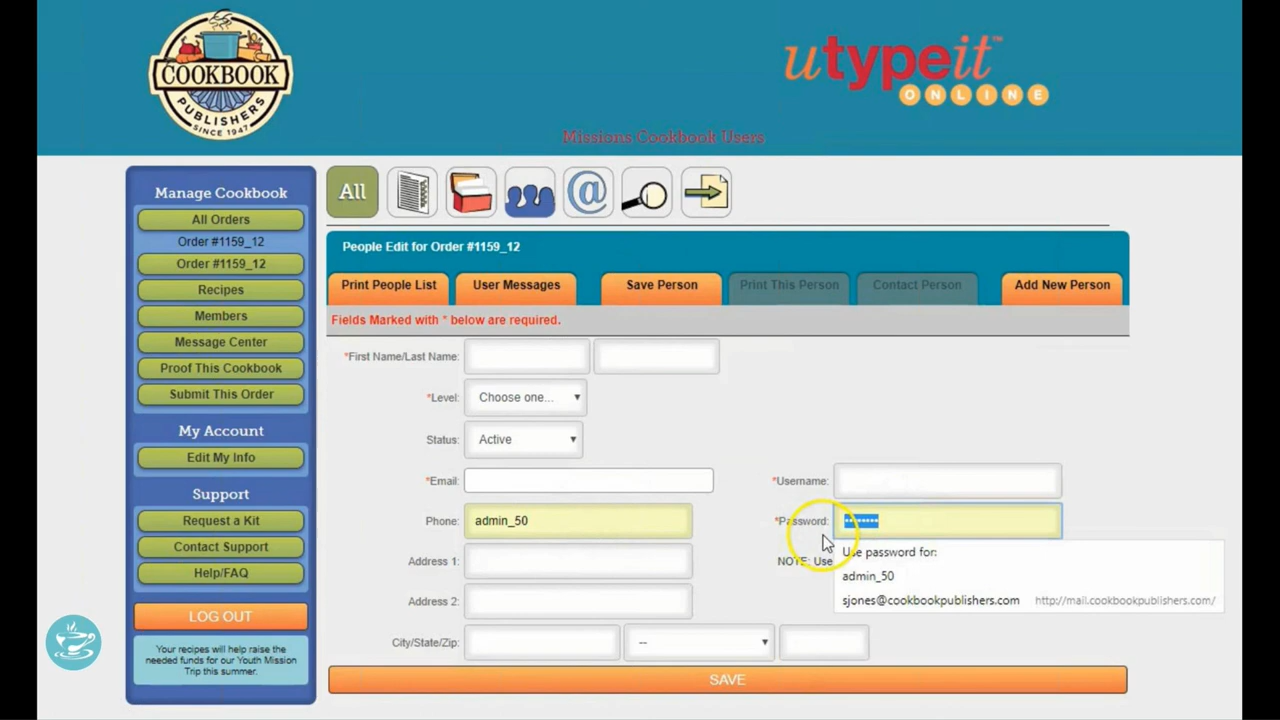 COOKBOOK
PUBLISHERS
SINCE 1947
utypeit™
ONLINE
Missions Cookbook Users
Manage Cookbook
All Orders
Order #1159_12
Order #1159_12
Recipes
Members
Message Center
Proof This Cookbook
Submit This Order
My Account
Edit My Info
Support
Request a Kit
Contact Support
Help/FAQ
LOG OUT
Your recipes will help raise the
needed funds for our Youth Mission
Trip this summer.
All
@
People Edit for Order #1159_12
Print People List User Messages Save Person Print This Person Contact Person Add New Person
Fields Marked with * below are required.
*First Name/Last Name:
*Level: Choose one...
Status: Active
*Email: *Username:
Phone: admin_50 *Password: ••••••••
Address 1: NOTE: Use
Use password for:
admin_50
sjones@cookbookpublishers.com http://mail.cookbookpublishers.com/
Address 2:
City/State/Zip: --
SAVE